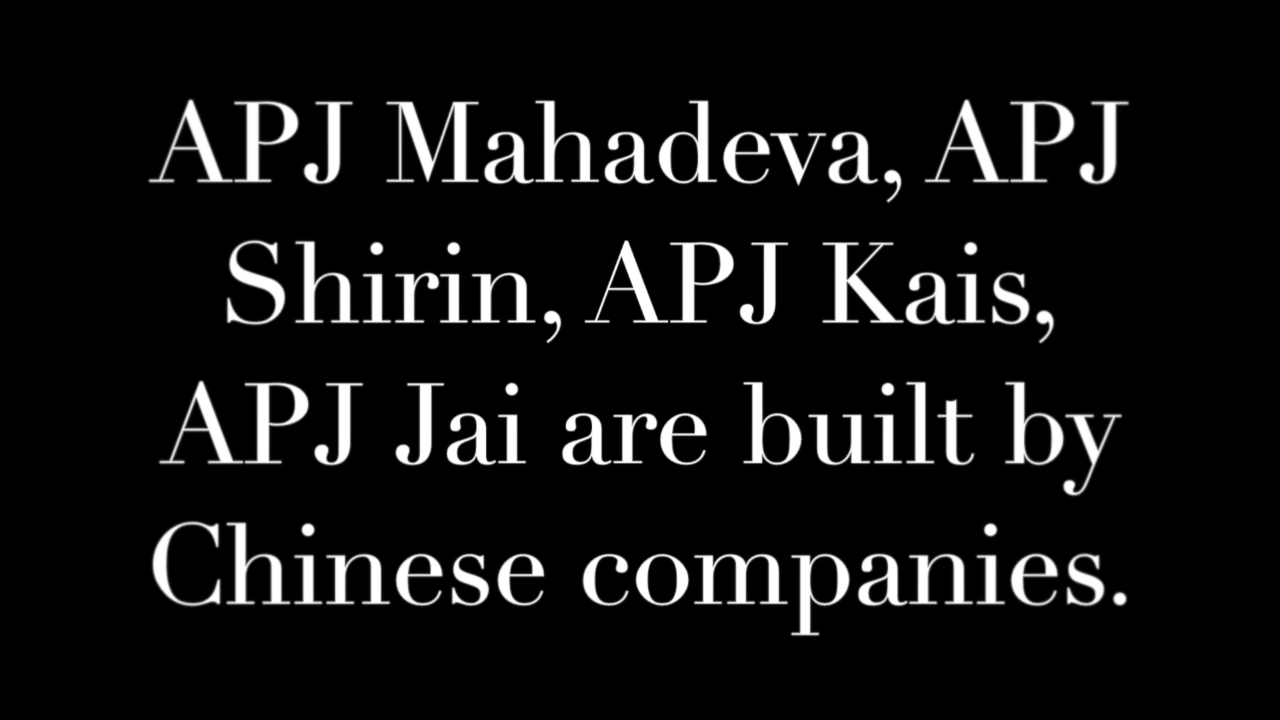 APJ Mahadeva, APJ
Shirin, APJ Kais,
APJ Jai are built by
Chinese companies.